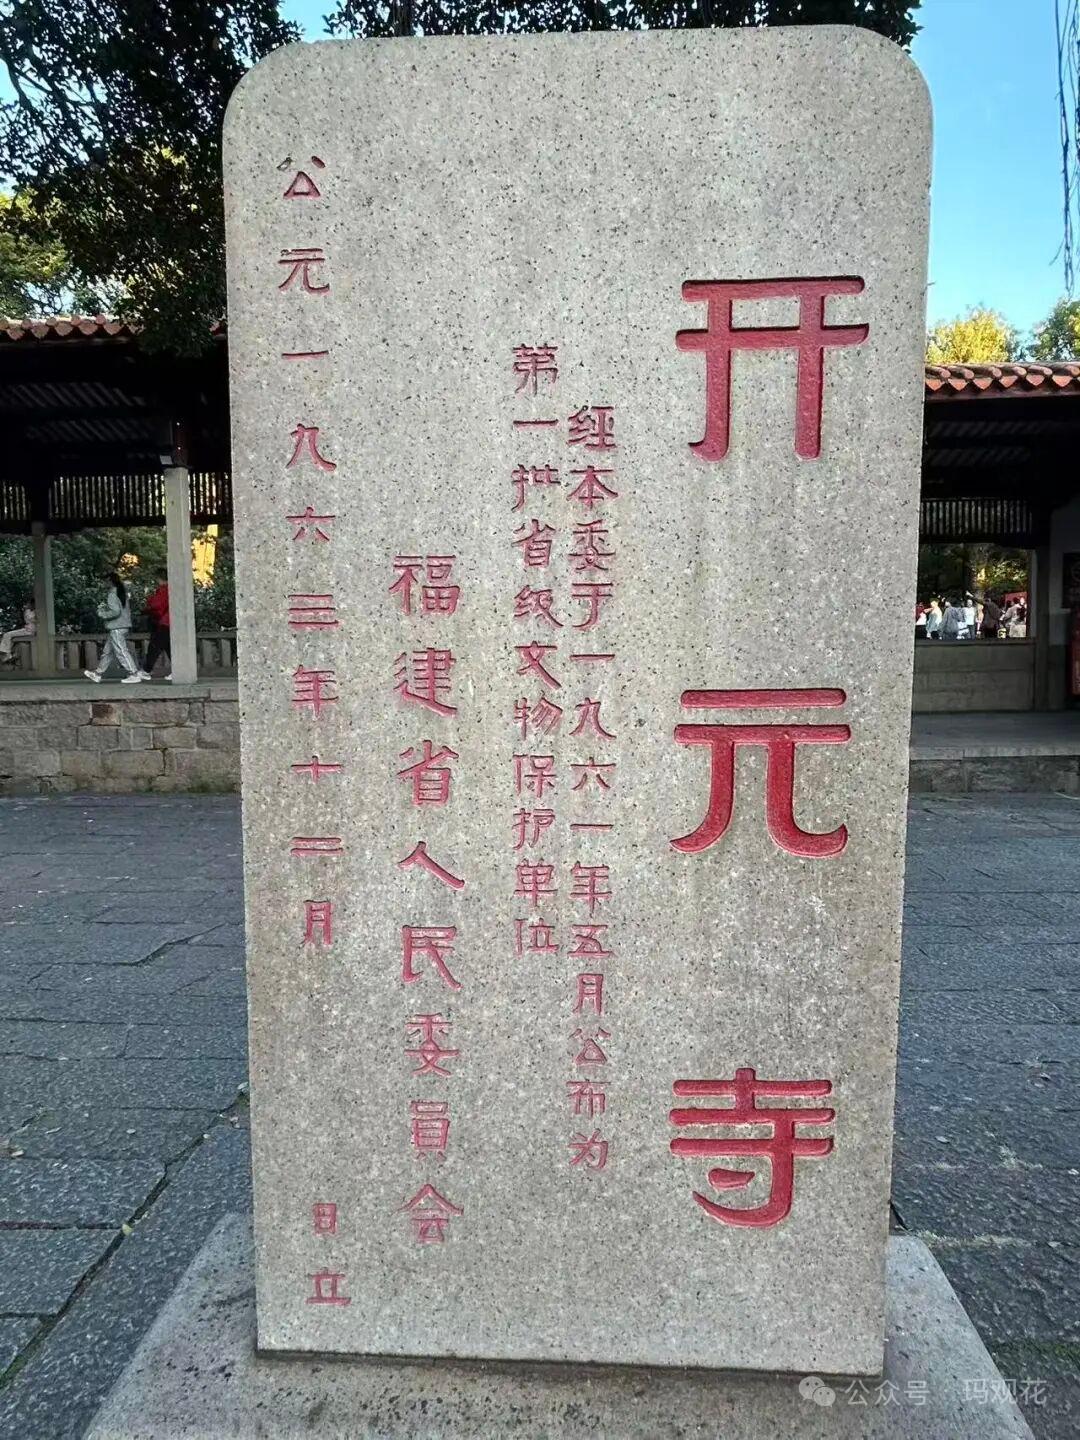 开元寺
经本委于一九六一年五月公布为
第一批省级文物保护单位
福建省人民委員会
公元一九六三年十二月 日立
公众号·玛观花